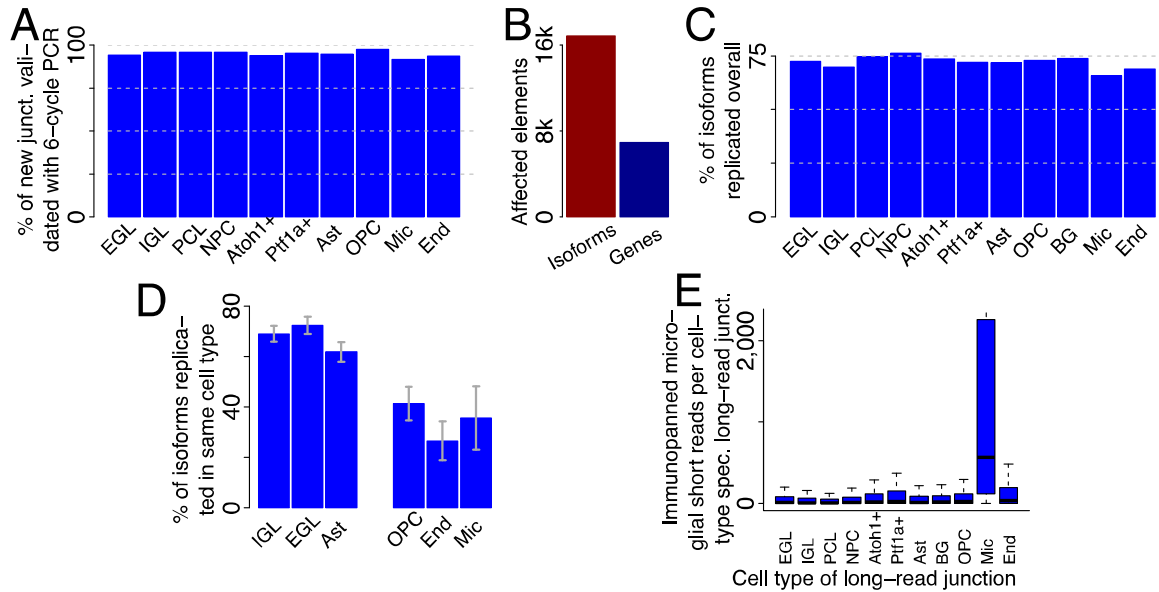 A
% of new junct. vali–
dated with 6–cycle PCR
0
100
EGL
IGL
PCL
NPC
Atoh1+
Ptf1a+
Ast
OPC
Mic
End
B
Affected elements
0
8k
16k
Isoforms
Genes
C
% of isoforms
replicated overall
0
75
EGL
IGL
PCL
NPC
Atoh1+
Ptf1a+
Ast
OPC
BG
Mic
End
D
% of isoforms replica–
ted in same cell type
0
40
80
IGL
EGL
Ast
OPC
End
Mic
E
Immunopanned micro–
glial short reads per cell–
type spec. long–read junct.
0
2,000
EGL
IGL
PCL
NPC
Atoh1+
Ptf1a+
Ast
BG
OPC
Mic
End
Cell type of long–read junction